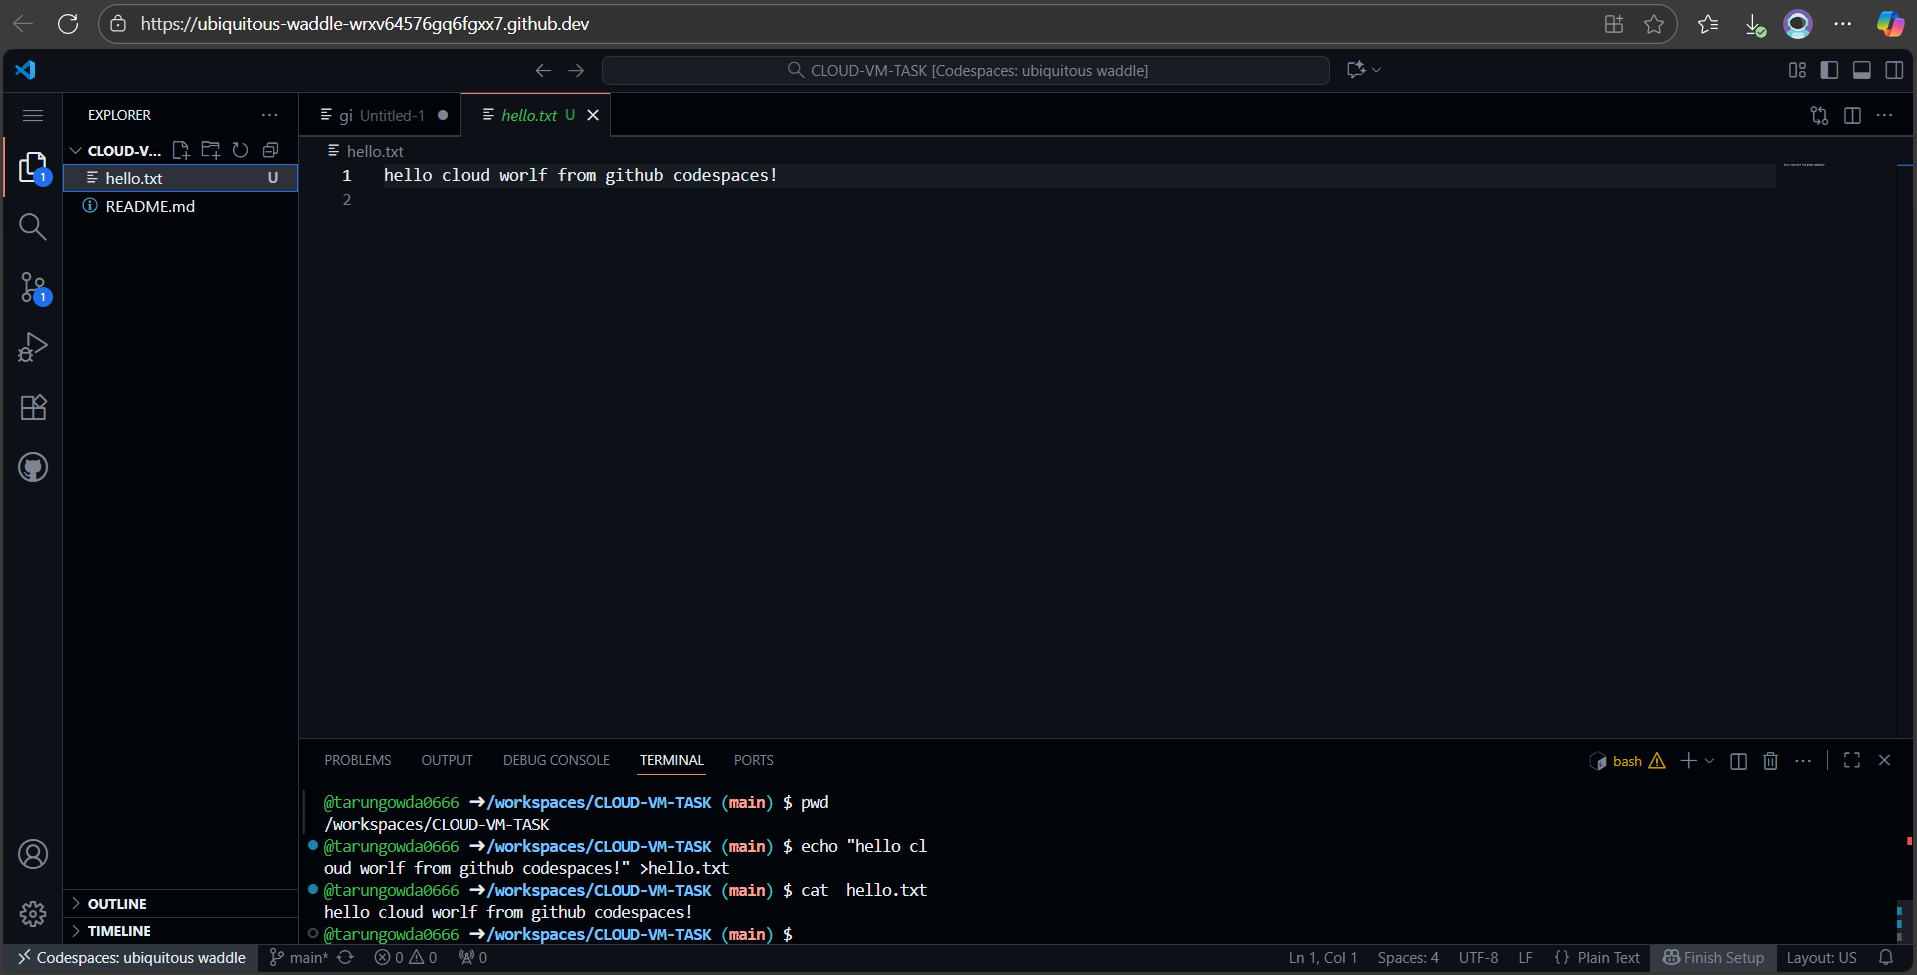 https://ubiquitous-waddle-wrxv64576gq6fgxx7.github.dev
CLOUD-VM-TASK [Codespaces: ubiquitous waddle]
EXPLORER
CLOUD-V...
hello.txt U
README.md
OUTLINE
TIMELINE
1
1
gi Untitled-1
hello.txt U
hello.txt
1 hello cloud worlf from github codespaces!
2
PROBLEMS OUTPUT DEBUG CONSOLE TERMINAL PORTS
bash
@tarungowda0666 ➜/workspaces/CLOUD-VM-TASK (main) $ pwd
/workspaces/CLOUD-VM-TASK
@tarungowda0666 ➜/workspaces/CLOUD-VM-TASK (main) $ echo "hello cl
oud worlf from github codespaces!" >hello.txt
@tarungowda0666 ➜/workspaces/CLOUD-VM-TASK (main) $ cat  hello.txt
hello cloud worlf from github codespaces!
@tarungowda0666 ➜/workspaces/CLOUD-VM-TASK (main) $
Codespaces: ubiquitous waddle main* 0 0 0 Ln 1, Col 1 Spaces: 4 UTF-8 LF {} Plain Text Finish Setup Layout: US